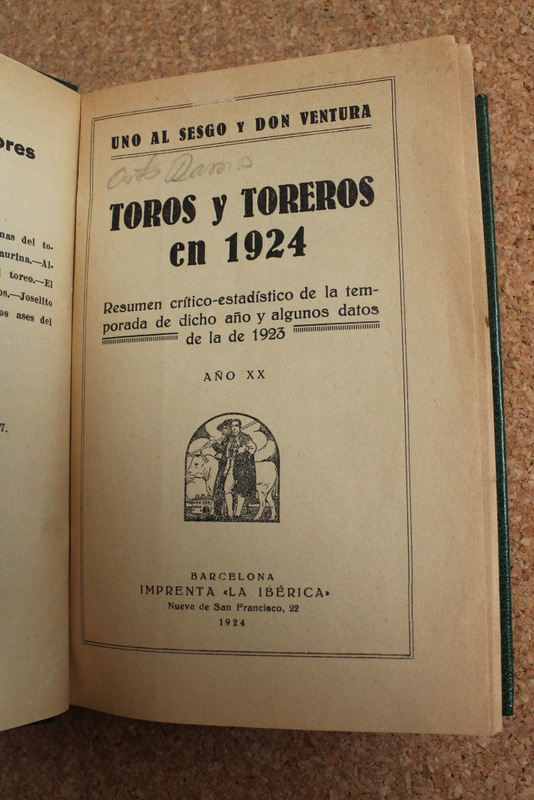 ores
mas del to-
aurina.—Al-
l toreo.—El
os.—Joselito
os ases del
7.
UNO AL SESGO Y DON VENTURA
TOROS y TOREROS
en 1924
Resumen crítico-estadístico de la tem-
porada de dicho año y algunos datos
de la de 1923
AÑO XX
BARCELONA
IMPRENTA «LA IBÉRICA»
Nueva de San Francisco, 22
1924